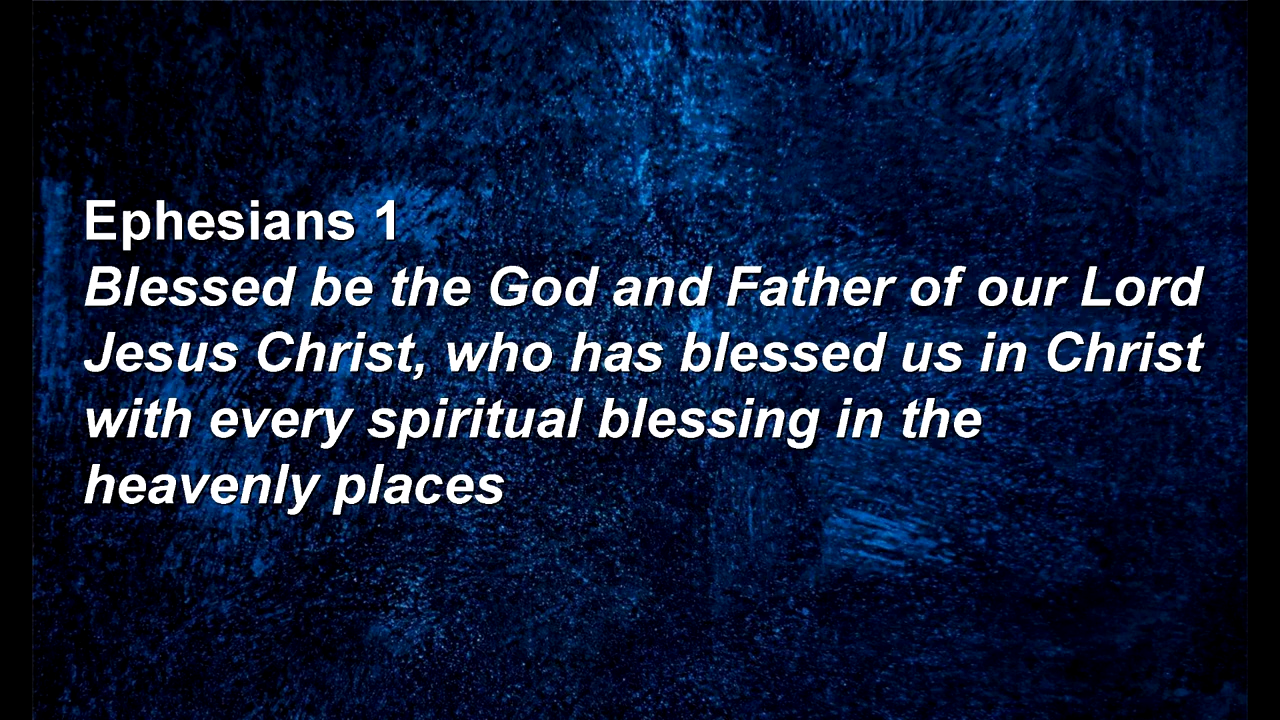 Ephesians 1
Blessed be the God and Father of our Lord
Jesus Christ, who has blessed us in Christ
with every spiritual blessing in the
heavenly places